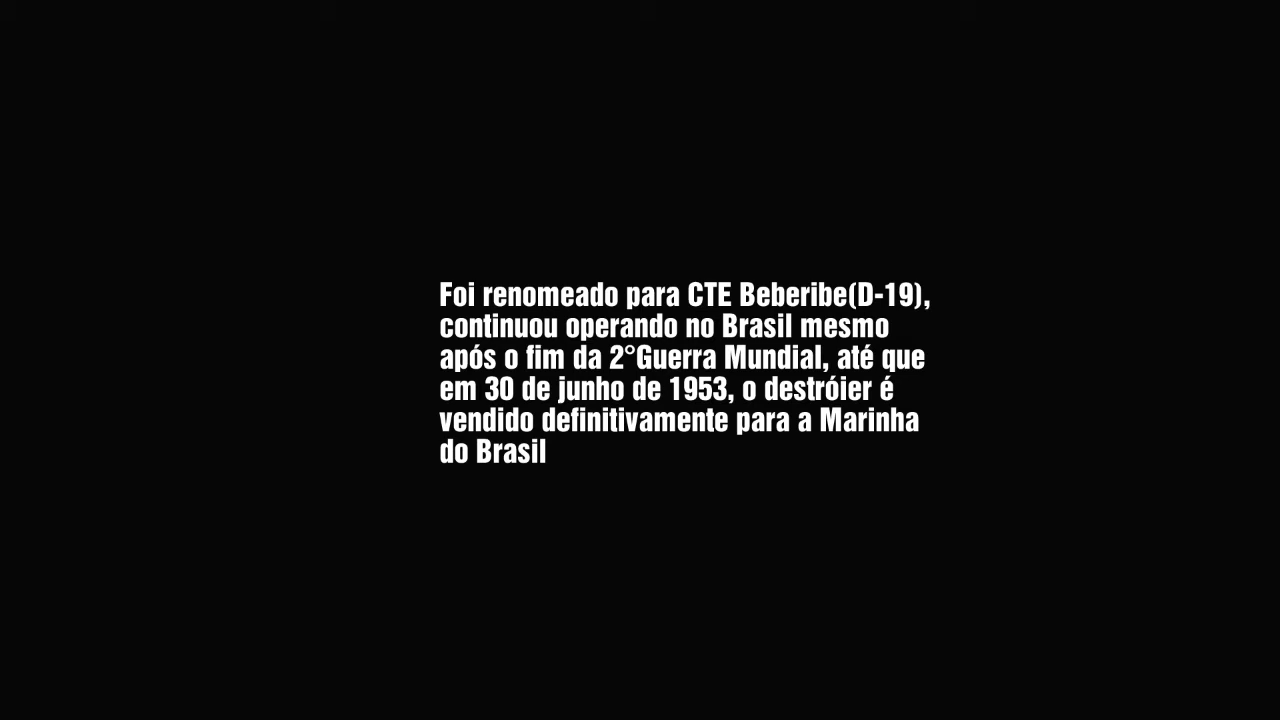 Foi renomeado para CTE Beberibe(D-19),
continuou operando no Brasil mesmo
após o fim da 2°Guerra Mundial, até que
em 30 de junho de 1953, o destróier é
vendido definitivamente para a Marinha
do Brasil